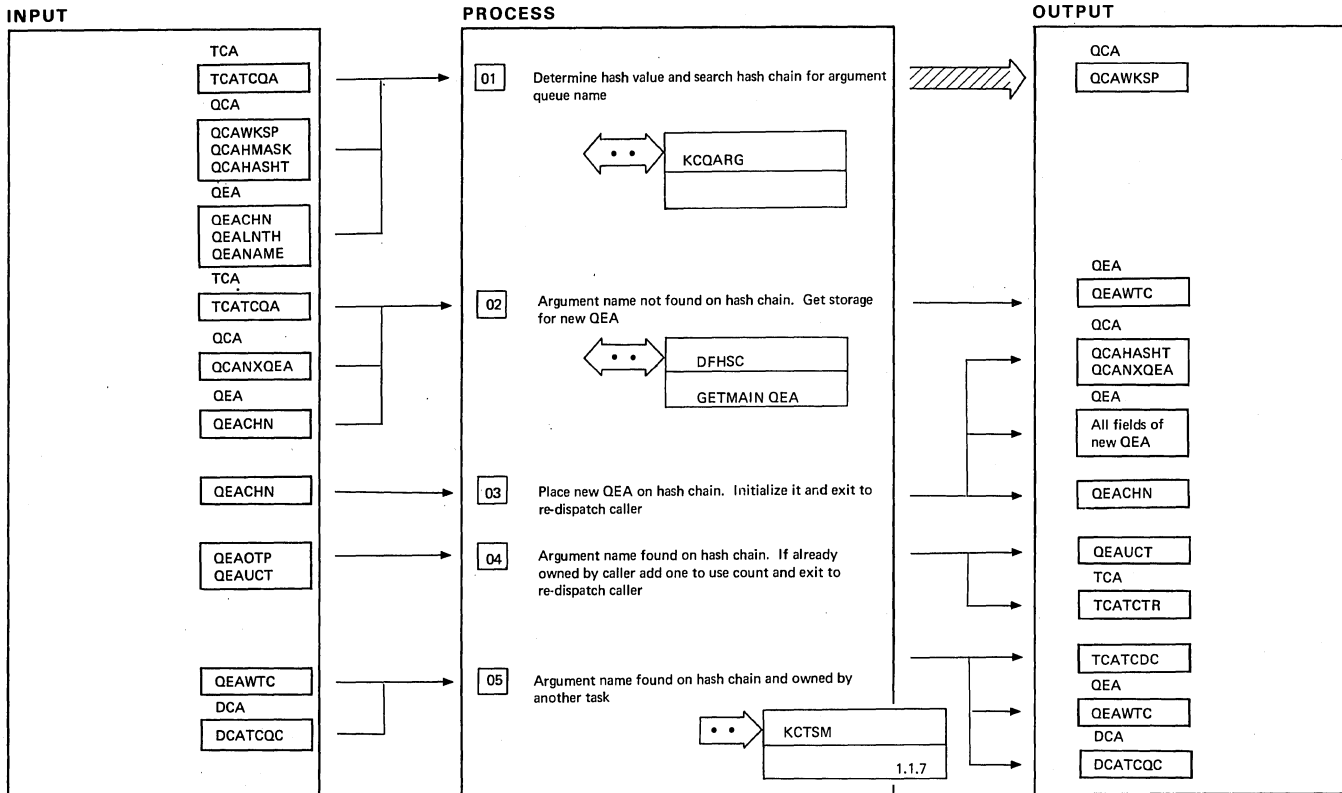 INPUT
PROCESS
OUTPUT
TCA
TCATCQA
QCA
QCAWKSP
QCAHMASK
QCAHASHT
QEA
QEACHN
QEALNTH
QEANAME
01
Determine hash value and search hash chain for argument
queue name
KCQARG
QCA
QCAWKSP
TCA
TCATCQA
QCA
QCANXQEA
QEA
QEACHN
02
Argument name not found on hash chain. Get storage
for new QEA
DFHSC
GETMAIN QEA
QEA
QEAWTC
QCA
QCAHASHT
QCANXQEA
QEA
All fields of
new QEA
QEACHN
03
Place new QEA on hash chain. Initialize it and exit to
re-dispatch caller
QEACHN
QEAOTP
QEAUCT
04
Argument name found on hash chain. If already
owned by caller add one to use count and exit to
re-dispatch caller
QEAUCT
TCA
TCATCTR
QEAWTC
DCA
DCATCQC
05
Argument name found on hash chain and owned by
another task
KCTSM
1.1.7
TCATCDC
QEA
QEAWTC
DCA
DCATCQC